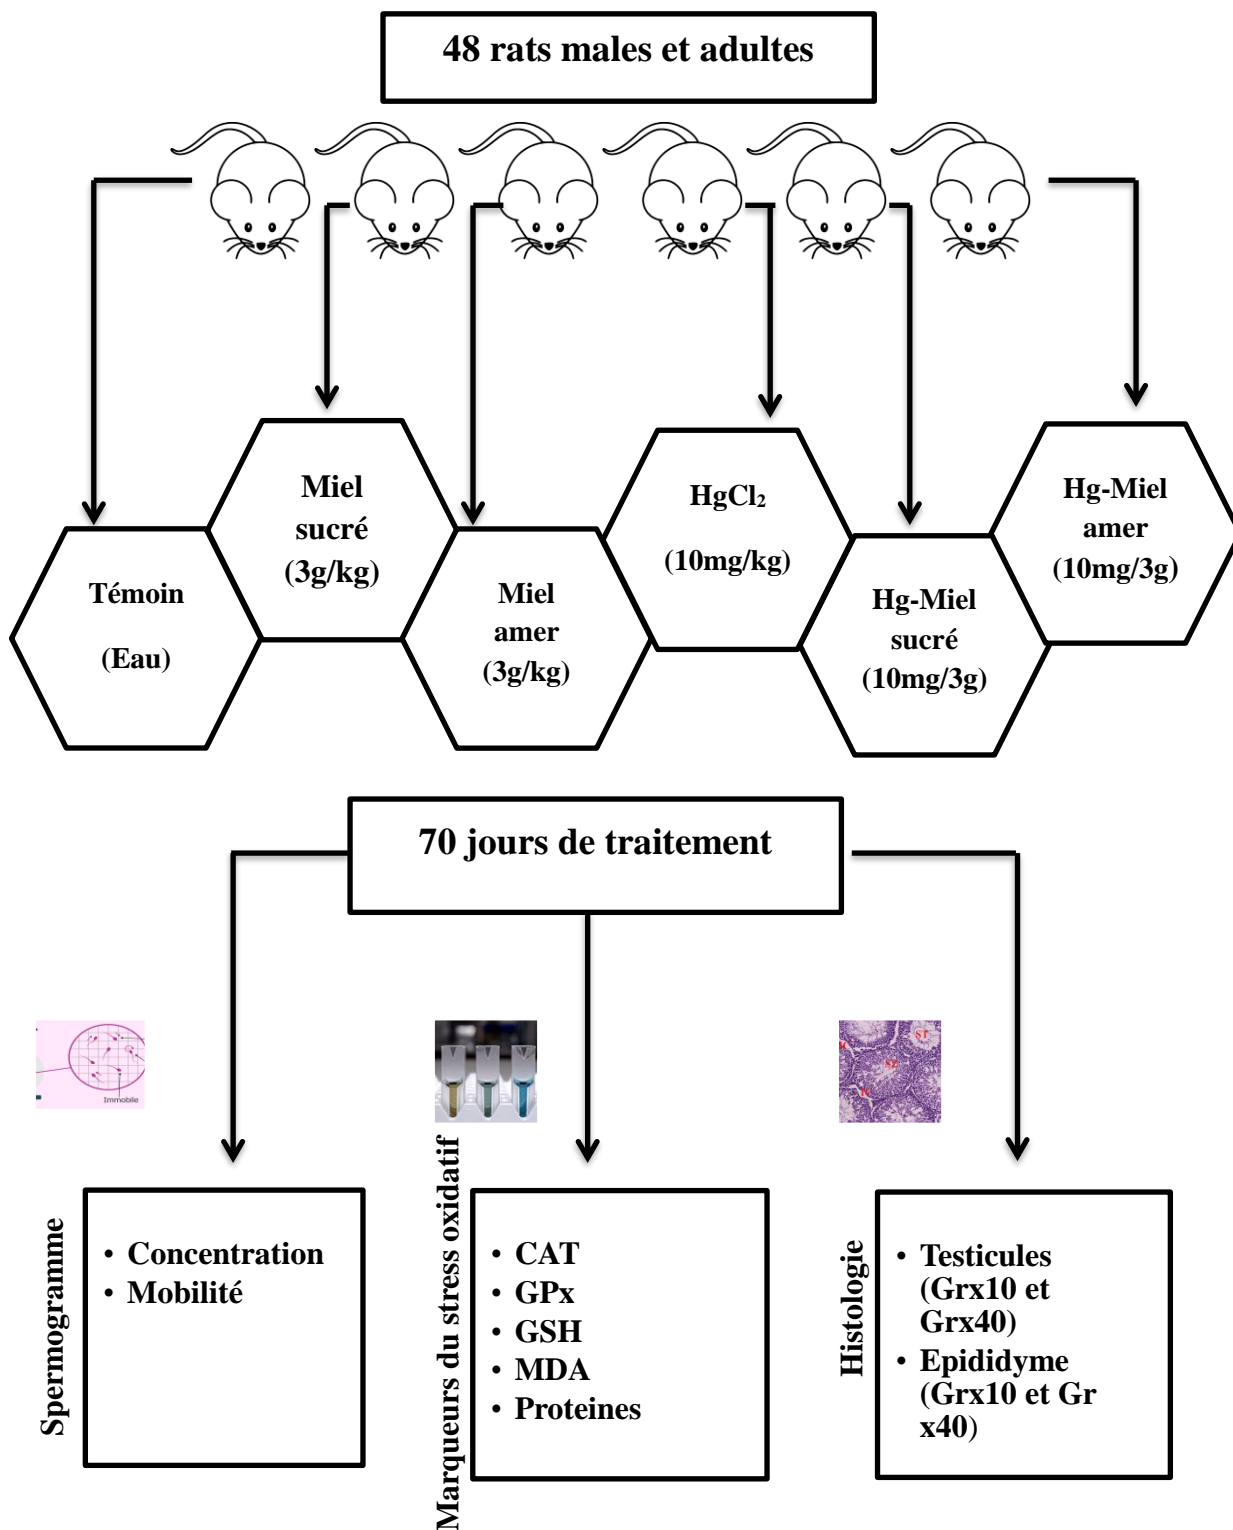 48 rats males et adultes
Témoin
(Eau)
Miel
sucré
(3g/kg)
Miel
amer
(3g/kg)
HgCl₂
(10mg/kg)
Hg-Miel
sucré
(10mg/3g)
Hg-Miel
amer
(10mg/3g)
70 jours de traitement
Immobile
ST
SZ
Spermogramme
• Concentration
• Mobilité
Marqueurs du stress oxidatif
• CAT
• GPx
• GSH
• MDA
• Proteines
Histologie
• Testicules
(Grx10 et
Grx40)
• Epididyme
(Grx10 et Gr
x40)